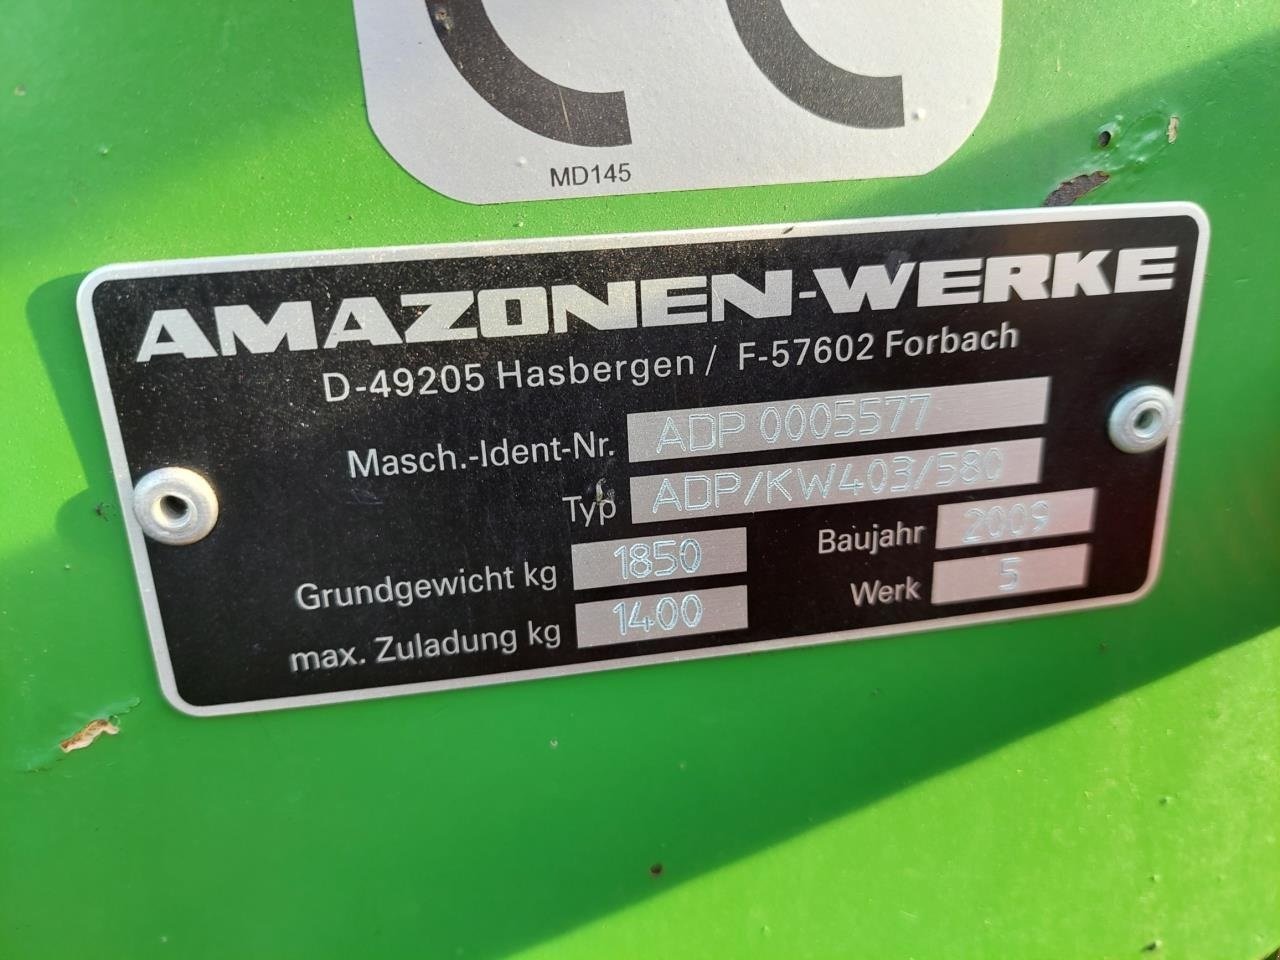 CE
MD145
AMAZONEN-WERKE
D-49205 Hasbergen / F-57602 Forbach
Masch.-Ident-Nr. ADP 0005577
Typ ADP/KW403/580
Grundgewicht kg 1850 Baujahr 2009
max. Zuladung kg 1400 Werk 5